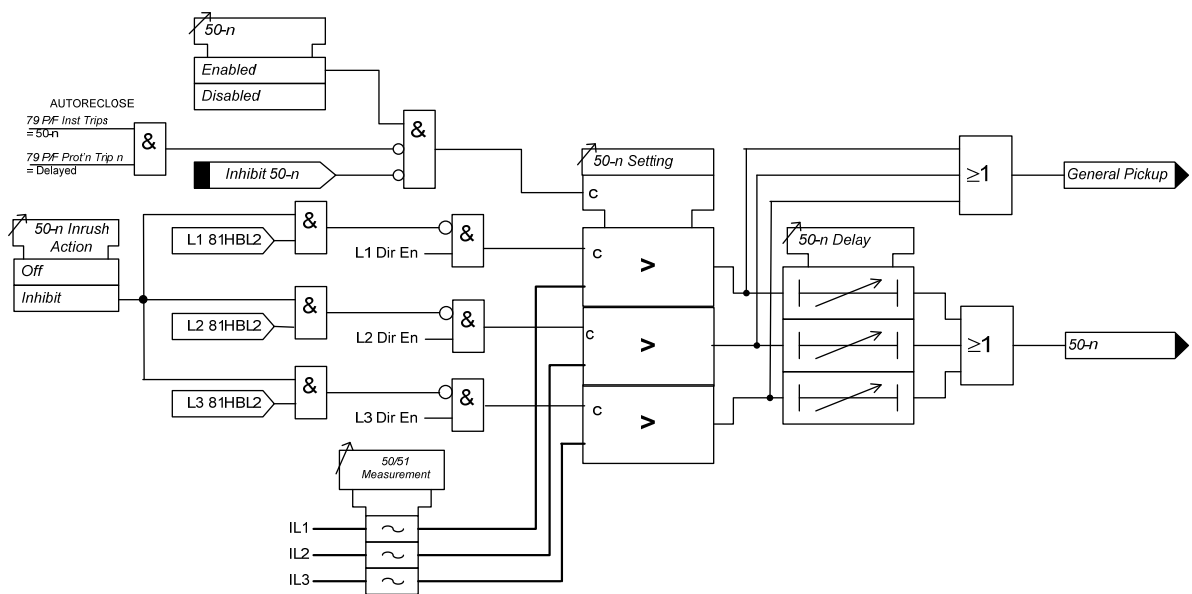 50-n
Enabled
Disabled
AUTORECLOSE
79 P/F Inst Trips
= 50-n
79 P/F Prot'n Trip n
= Delayed
&
&
Inhibit 50-n
50-n Setting
c
≥1
General Pickup
50-n Inrush
Action
Off
Inhibit
L1 81HBL2
&
L1 Dir En
&
c
>
50-n Delay
L2 81HBL2
&
L2 Dir En
&
c
>
≥1
50-n
L3 81HBL2
&
L3 Dir En
&
c
>
50/51
Measurement
IL1
IL2
IL3